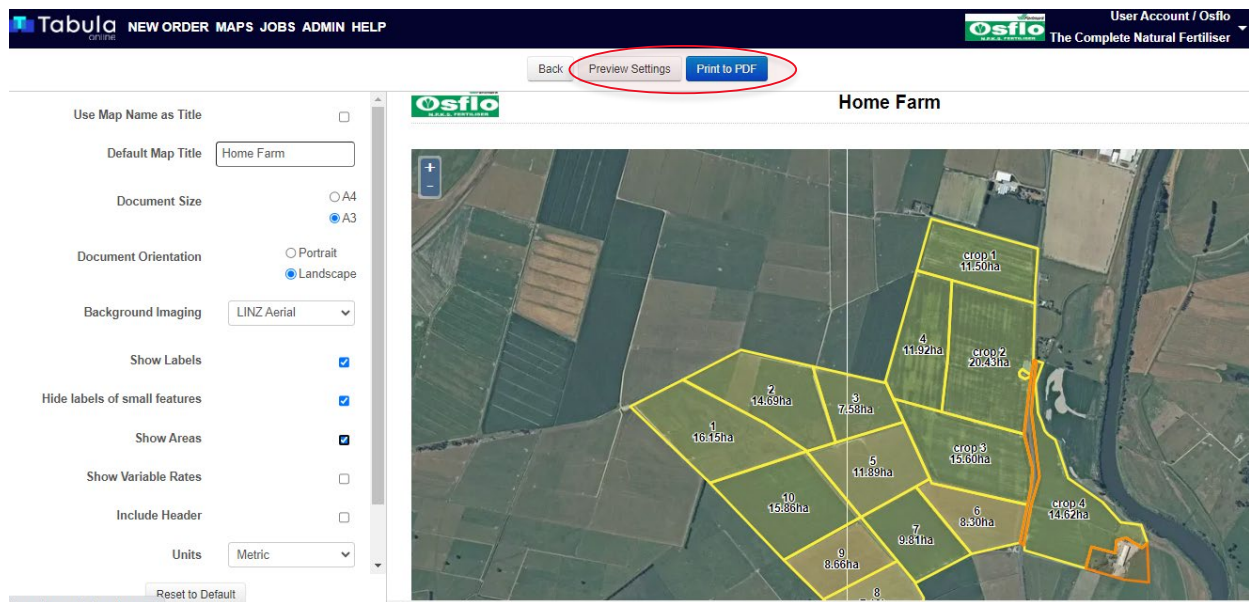 Tabula
online
NEW ORDER MAPS JOBS ADMIN HELP
Osflo
User Account / Osflo
The Complete Natural Fertiliser
Back
Preview Settings
Print to PDF
Use Map Name as Title
Default Map Title
Home Farm
Document Size
A4
A3
Document Orientation
Portrait
Landscape
Background Imaging
LINZ Aerial
Show Labels
Hide labels of small features
Show Areas
Show Variable Rates
Include Header
Units
Metric
Reset to Default
Osflo
N.P.K.S. FERTILISER
Home Farm
+
-
crop 1
11.50ha
4
11.92ha
crop 2
20.43ha
2
14.69ha
3
7.58ha
1
16.15ha
crop 3
15.60ha
5
11.89ha
10
15.86ha
6
8.30ha
crop 4
14.62ha
7
9.81ha
9
8.66ha
8